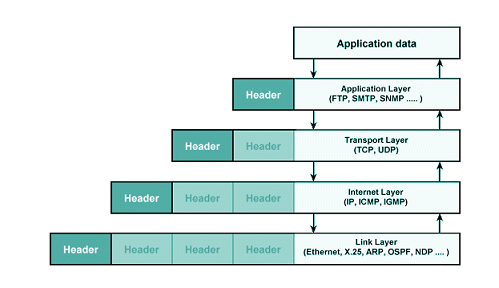 Application data
Header
Application Layer
(FTP, SMTP, SNMP ..... )
Header
Header
Transport Layer
(TCP, UDP)
Header
Header
Header
Internet Layer
(IP, ICMP, IGMP)
Header
Header
Header
Header
Link Layer
(Ethernet, X.25, ARP, OSPF, NDP .... )